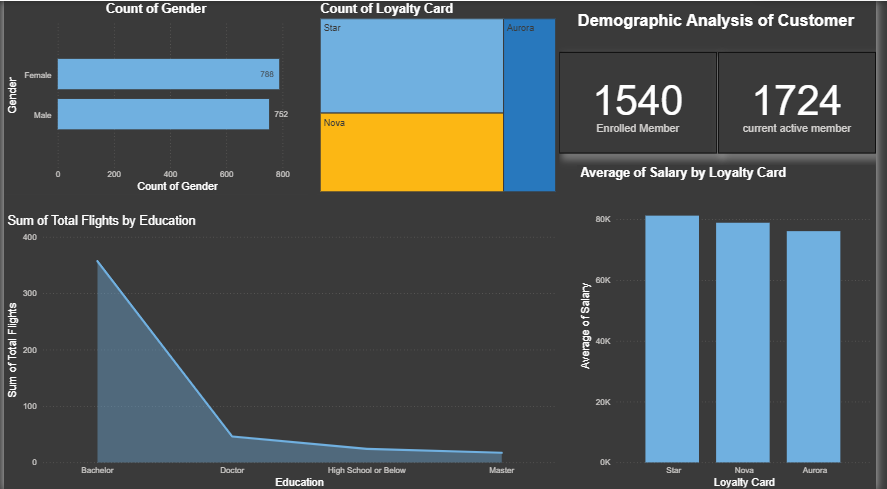 Count of Gender
Gender
Female
788
Male
752
0
200
400
600
800
Count of Gender
Count of Loyalty Card
Star
Aurora
Nova
Demographic Analysis of Customer
1540
Enrolled Member
1724
current active member
Sum of Total Flights by Education
Sum of Total Flights
400
300
200
100
0
Bachelor
Doctor
High School or Below
Master
Education
Average of Salary by Loyalty Card
Average of Salary
80K
60K
40K
20K
0K
Star
Nova
Aurora
Loyalty Card